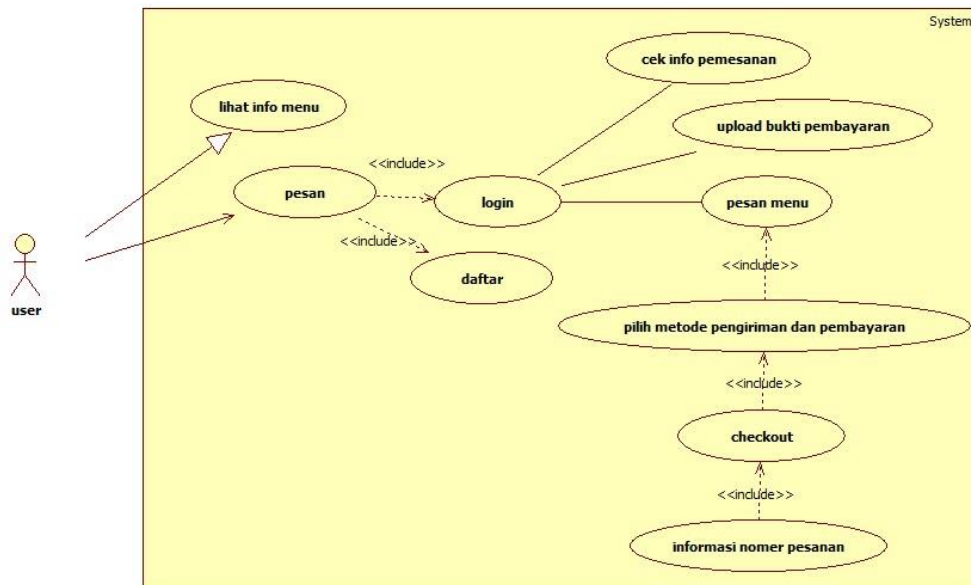 System
cek info pemesanan
lihat info menu
upload bukti pembayaran
<<include>>
pesan
login
pesan menu
<<include>>
user
daftar
<<include>>
pilih metode pengiriman dan pembayaran
<<include>>
checkout
<<include>>
informasi nomer pesanan